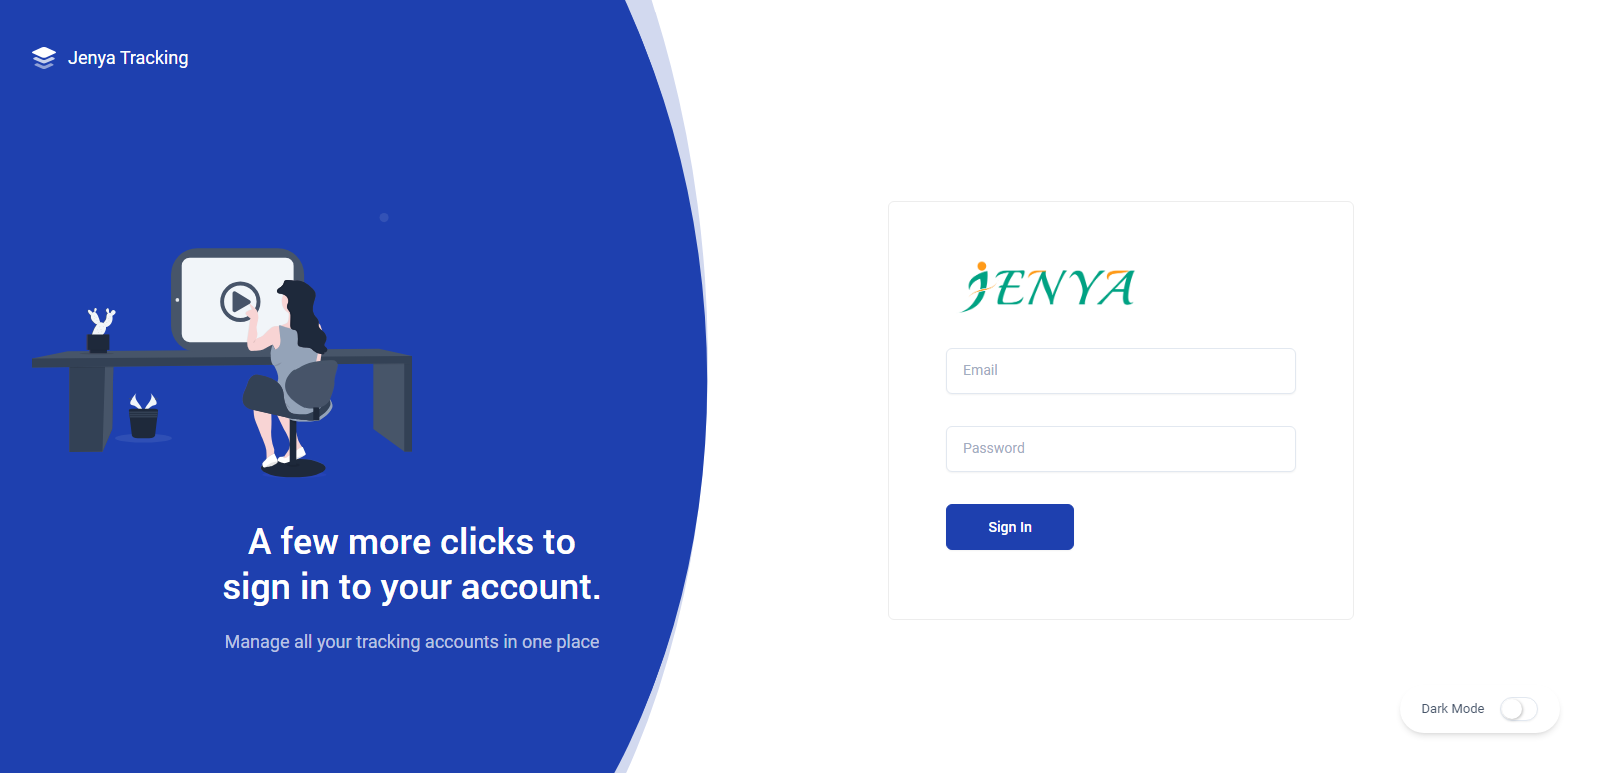 Jenya Tracking
A few more clicks to
sign in to your account.
Manage all your tracking accounts in one place
JENYA
Email
Password
Sign In
Dark Mode